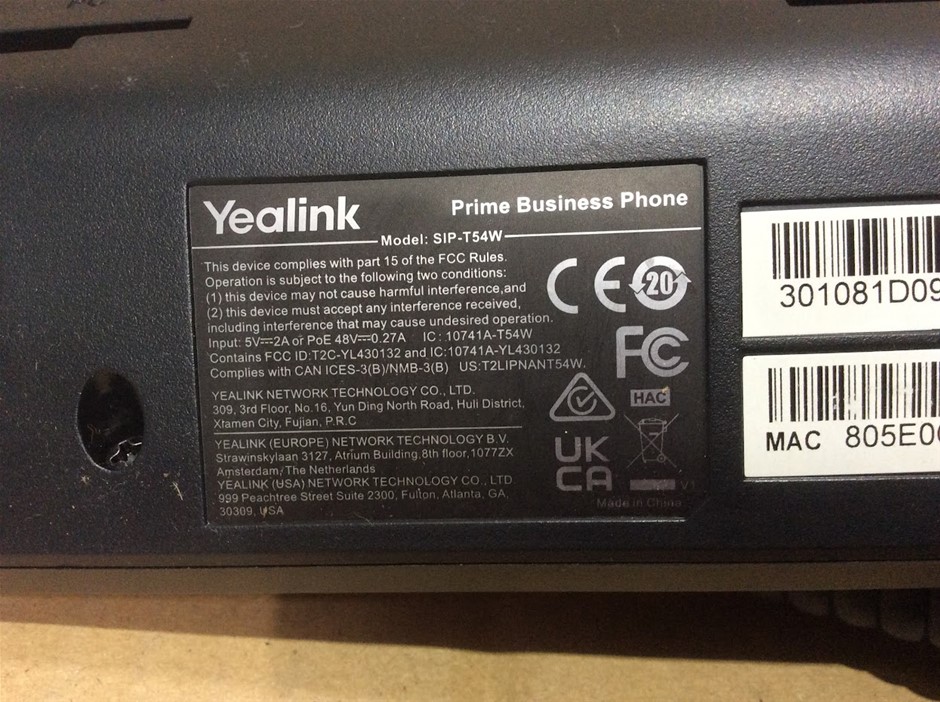 Yealink
Prime Business Phone
Model: SIP-T54W
This device complies with part 15 of the FCC Rules.
Operation is subject to the following two conditions:
(1) this device may not cause harmful interference,and
(2) this device must accept any interference received,
including interference that may cause undesired operation.
Input: 5V⎓2A or PoE 48V⎓0.27A IC : 10741A-T54W
Contains FCC ID:T2C-YL430132 and IC:10741A-YL430132
Complies with CAN ICES-3(B)/NMB-3(B) US:T2LIPNANT54W.
YEALINK NETWORK TECHNOLOGY CO., LTD.
309, 3rd Floor, No.16, Yun Ding North Road, Huli District,
Xtamen City, Fujian, P.R.C
YEALINK (EUROPE) NETWORK TECHNOLOGY B.V.
Strawinskylaan 3127, Atrium Building.8th floor,1077ZX
Amsterdam/The Netherlands
YEALINK (USA) NETWORK TECHNOLOGY CO., LTD
999 Peachtree Street Suite 2300, Fulton, Atlanta, GA,
30309, USA
CE
20
FC
HAC
UK
CA
V1
Made in China
301081D09
MAC 805E0